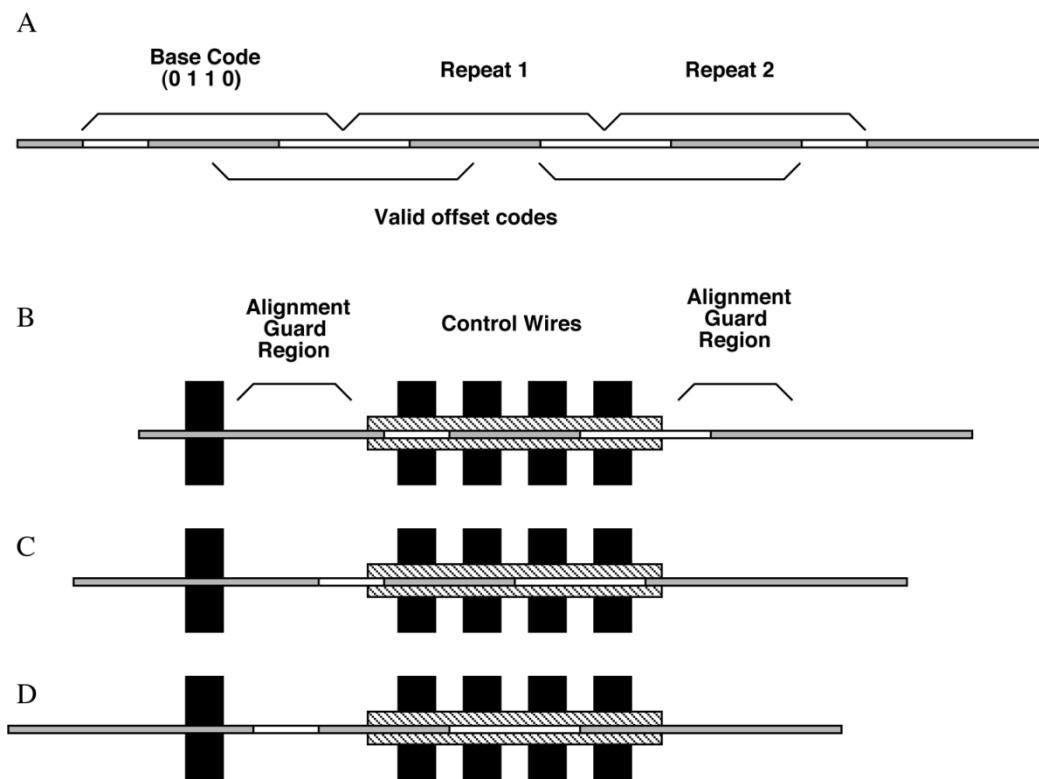 A
Base Code
(0 1 1 0)
Repeat 1
Repeat 2
Valid offset codes
B
Alignment
Guard
Region
Control Wires
Alignment
Guard
Region
C
D